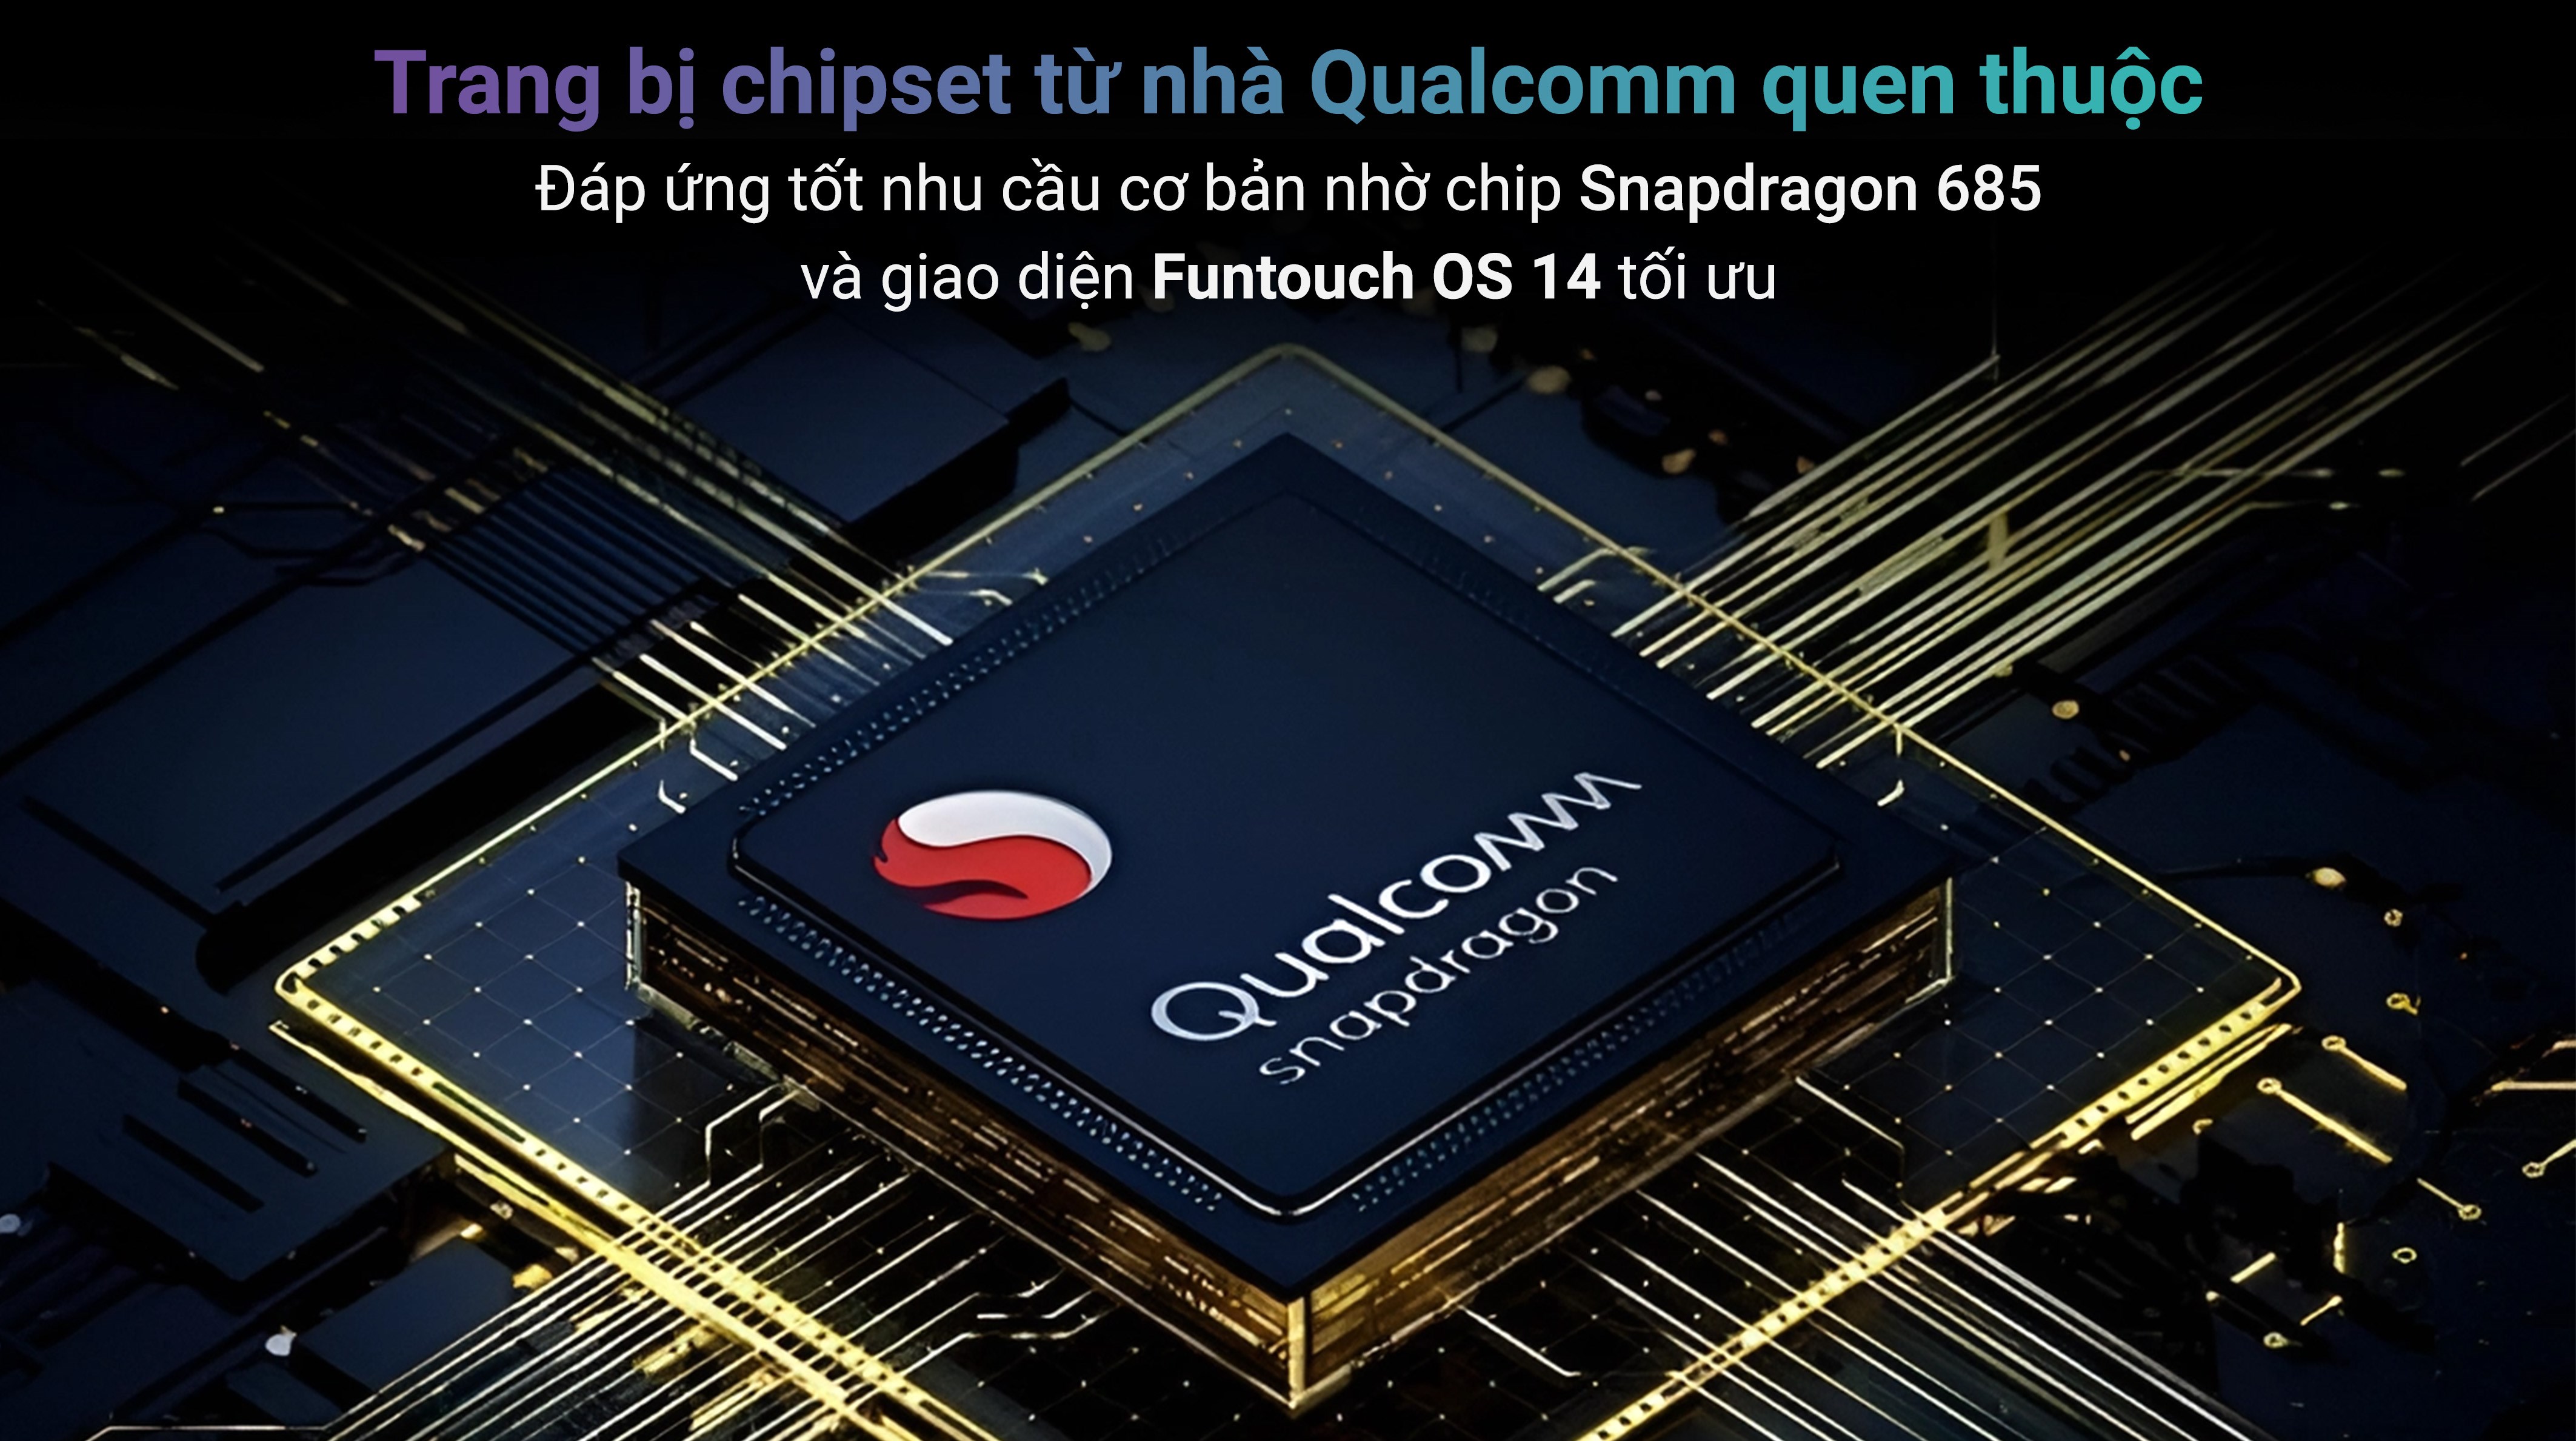 Trang bị chipset từ nhà Qualcomm quen thuộc
Đáp ứng tốt nhu cầu cơ bản nhờ chip Snapdragon 685
và giao diện Funtouch OS 14 tối ưu
Qualcomm
snapdragon